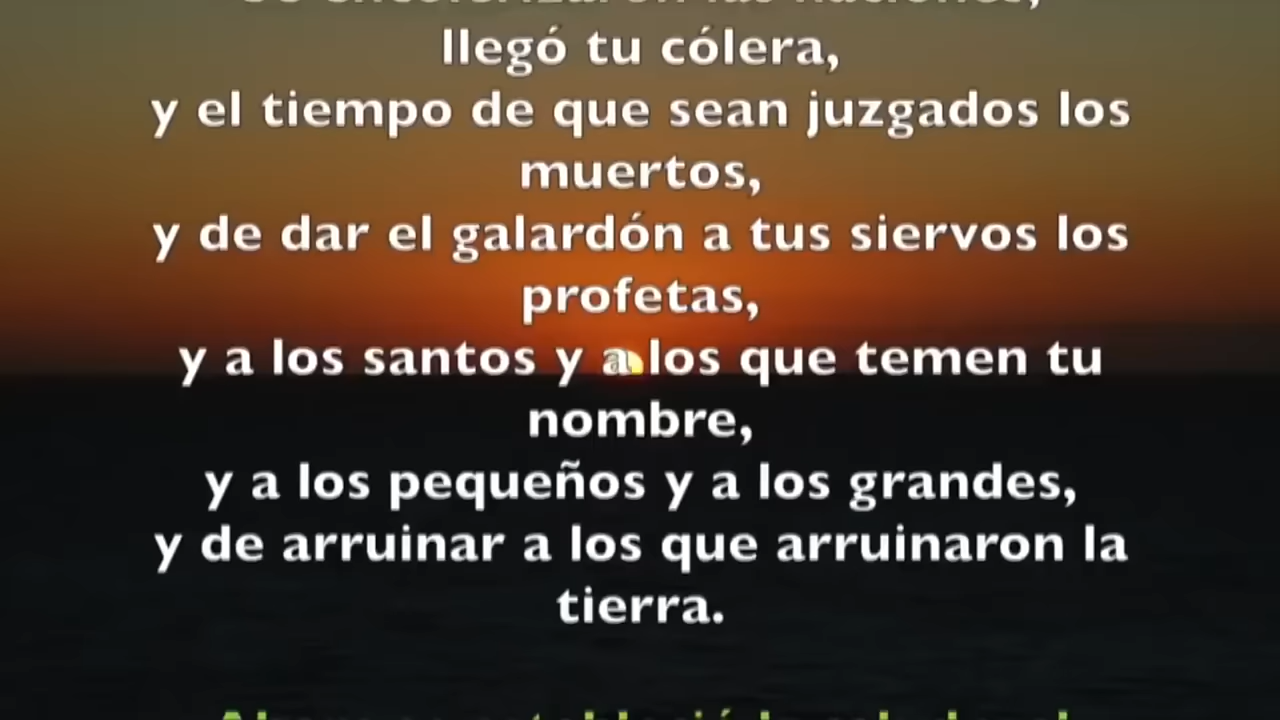 llegó tu cólera,
y el tiempo de que sean juzgados los
muertos,
y de dar el galardón a tus siervos los
profetas,
y a los santos y a los que temen tu
nombre,
y a los pequeños y a los grandes,
y de arruinar a los que arruinaron la
tierra.